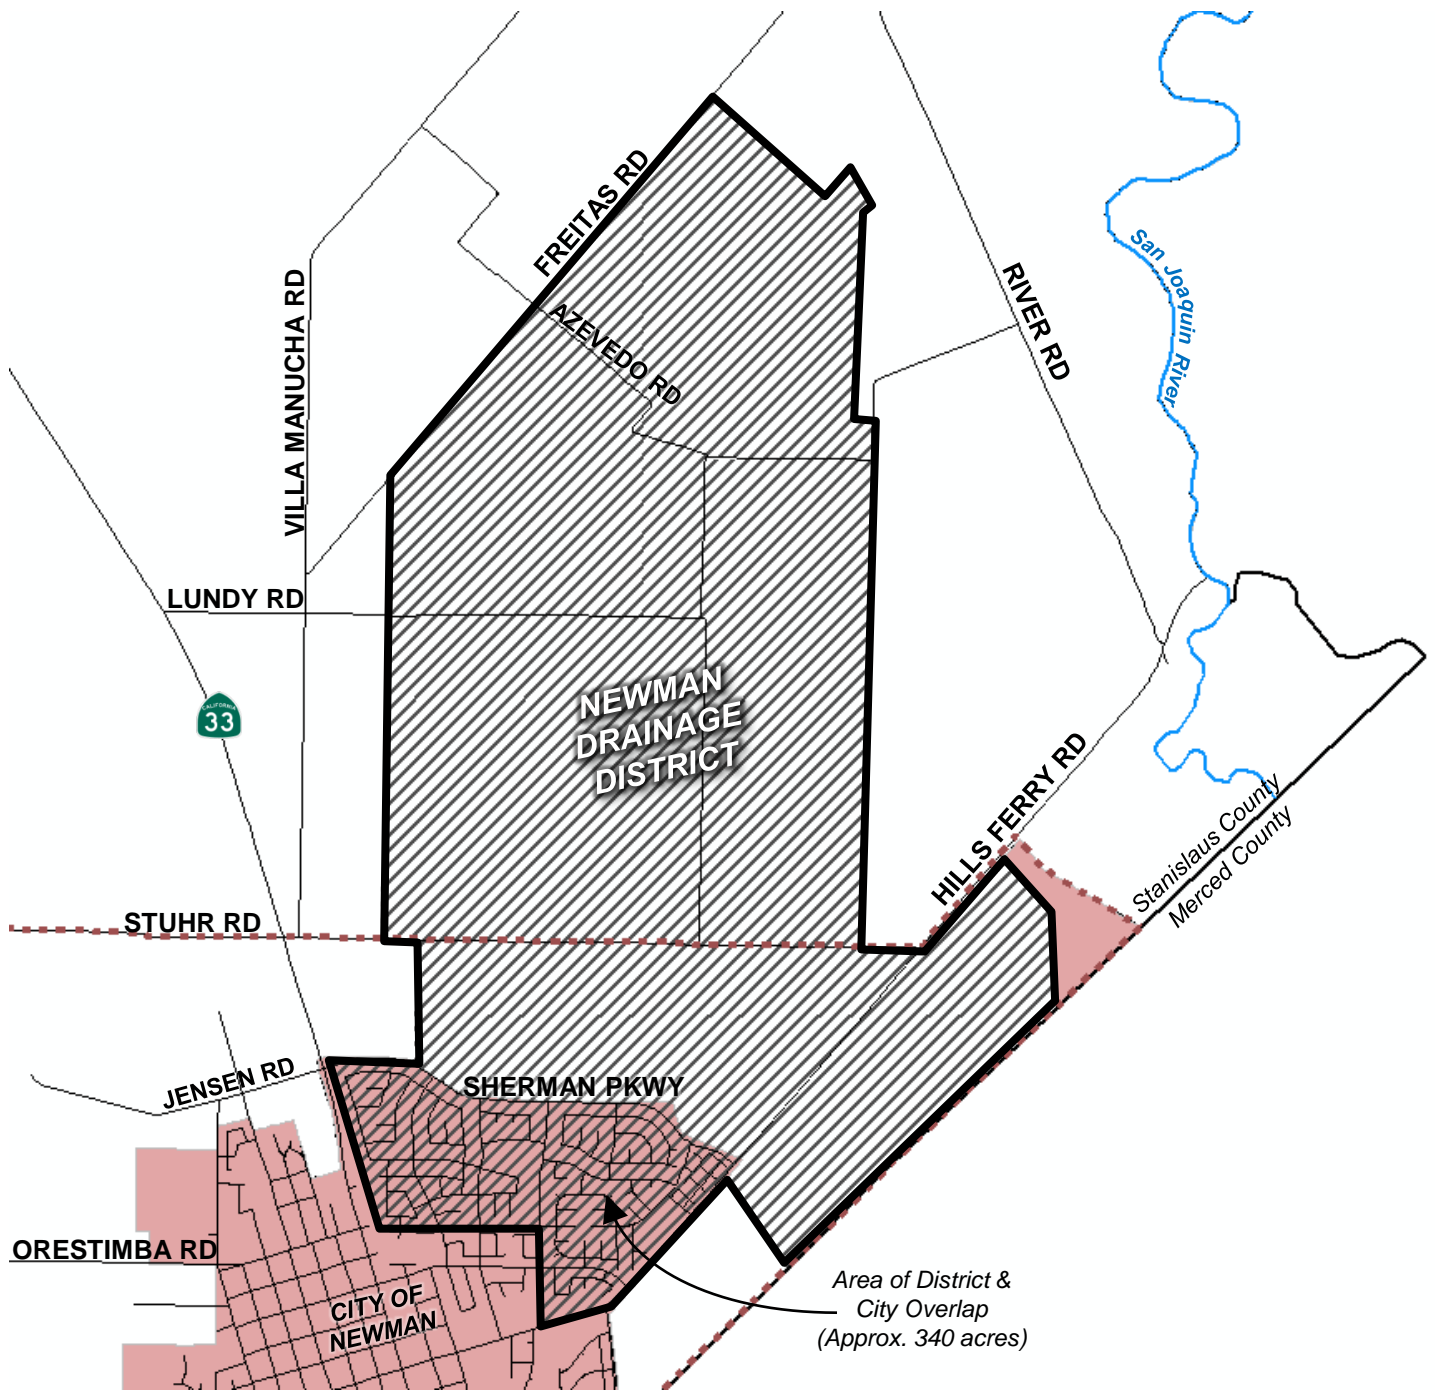 FREITAS RD
San Joaquin River
RIVER RD
VILLA MANUCHA RD
AZEVEDO RD
LUNDY RD
CALIFORNIA
33
NEWMAN
DRAINAGE
DISTRICT
HILLS FERRY RD
Stanislaus County
Merced County
STUHR RD
JENSEN RD
SHERMAN PKWY
ORESTIMBA RD
CITY OF
NEWMAN
Area of District &
City Overlap
(Approx. 340 acres)